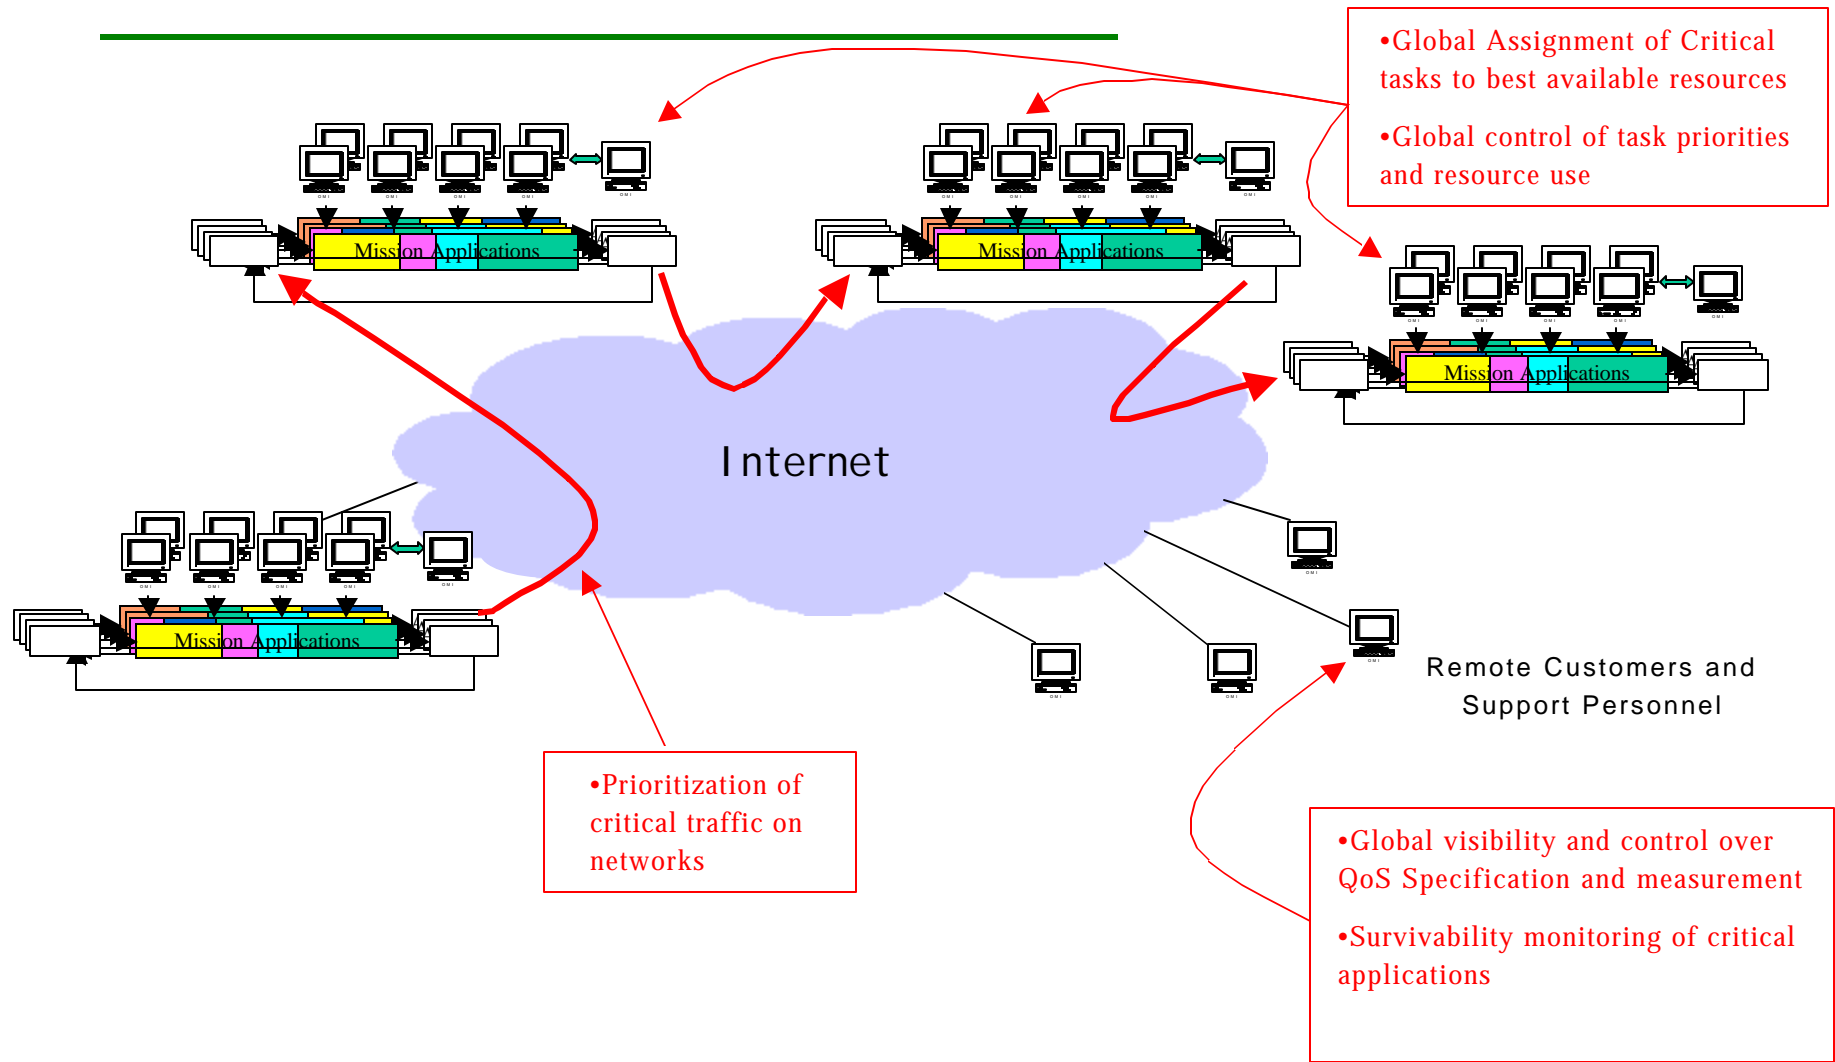 •Global Assignment of Critical
tasks to best available resources
•Global control of task priorities
and resource use
Mission Applications
Mission Applications
Mission Applications
Internet
Mission Applications
Remote Customers and
Support Personnel
•Prioritization of
critical traffic on
networks
•Global visibility and control over
QoS Specification and measurement
•Survivability monitoring of critical
applications